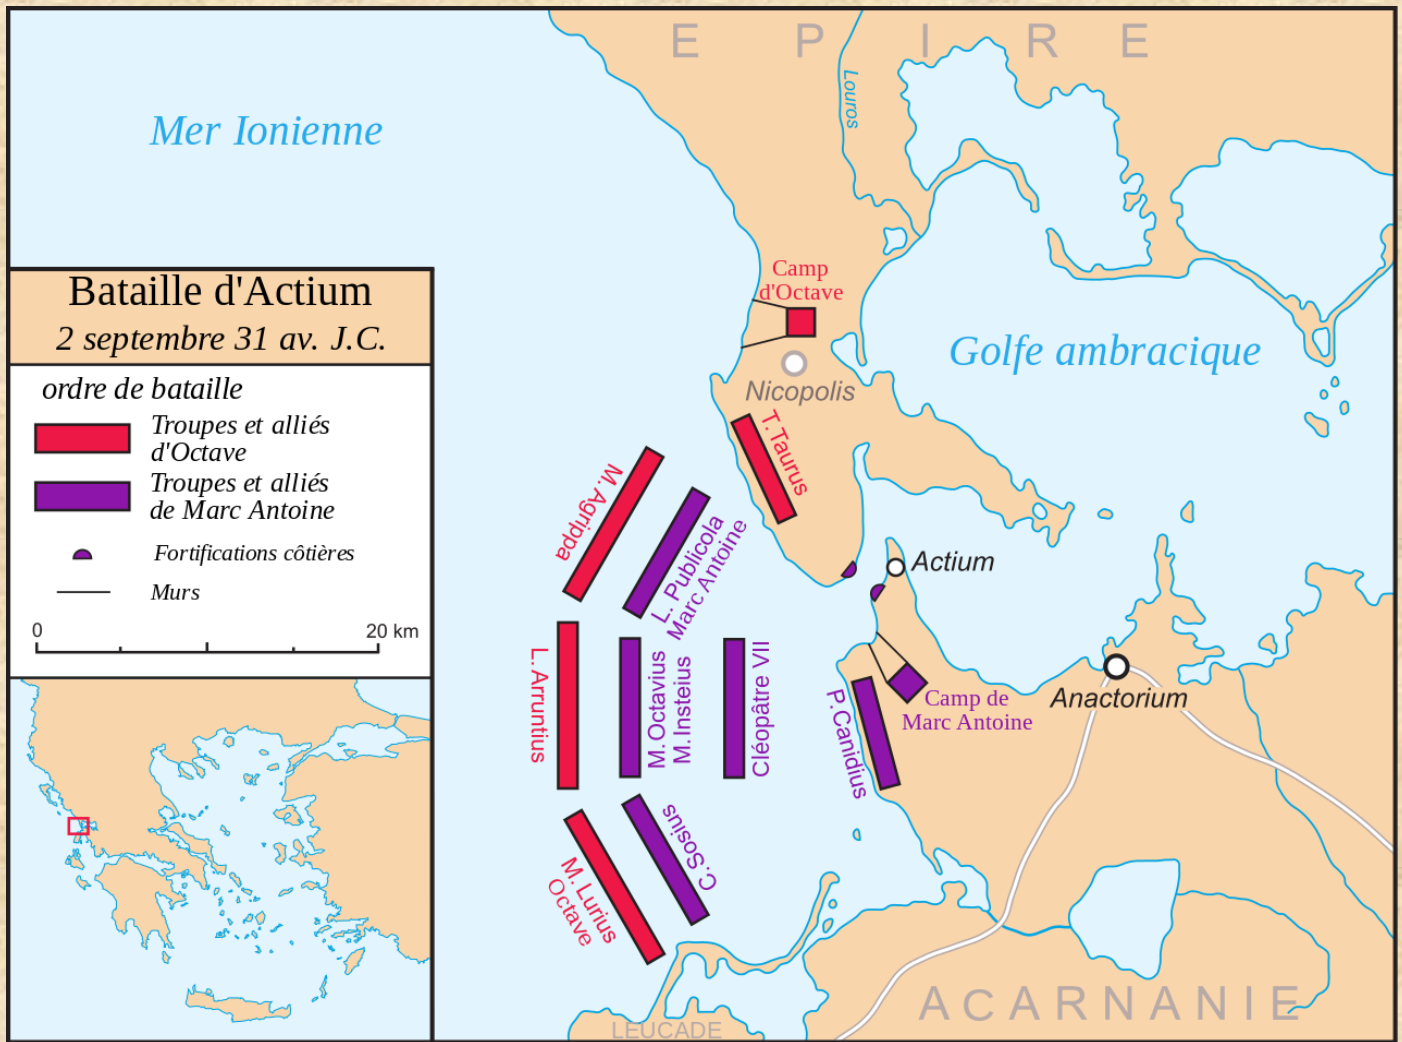 E P I R E
Louros
Mer Ionienne
Camp
d'Octave
Bataille d'Actium
2 septembre 31 av. J.C.
ordre de bataille
Troupes et alliés
d'Octave
Troupes et alliés
de Marc Antoine
Fortifications côtières
Murs
0 20 km
Golfe ambracique
Nicopolis
T. Taurus
M. Agrippa
L. Publicola
Marc Antoine
Actium
L. Arruntius
M. Octavius
M. Insteius
Cléopâtre VII
P. Canidius
Camp de
Marc Antoine
Anactorium
C. Sosius
M. Lurius
Octave
ACARNANIE
LEUCADE